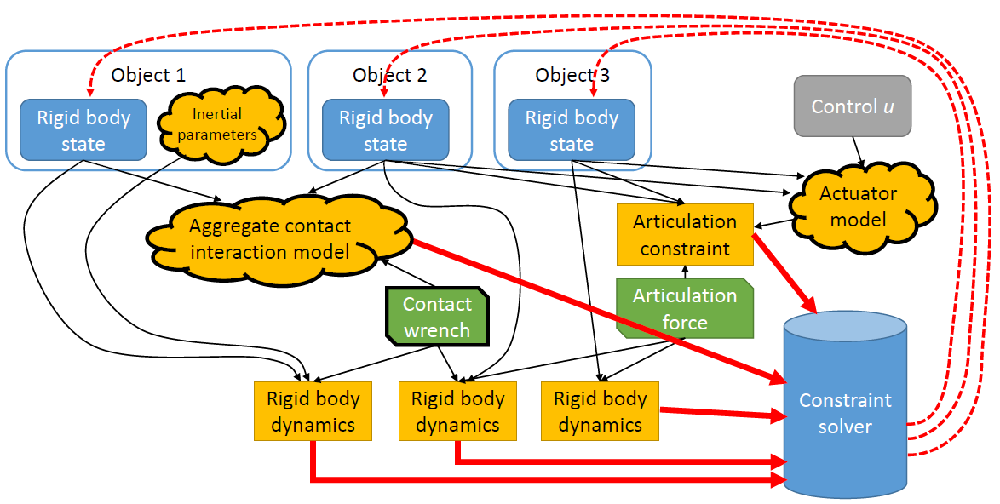 Object 1
Object 2
Object 3
Rigid body
state
Inertial
parameters
Rigid body
state
Rigid body
state
Control u
Actuator
model
Aggregate contact
interaction model
Articulation
constraint
Contact
wrench
Articulation
force
Rigid body
dynamics
Rigid body
dynamics
Rigid body
dynamics
Constraint
solver